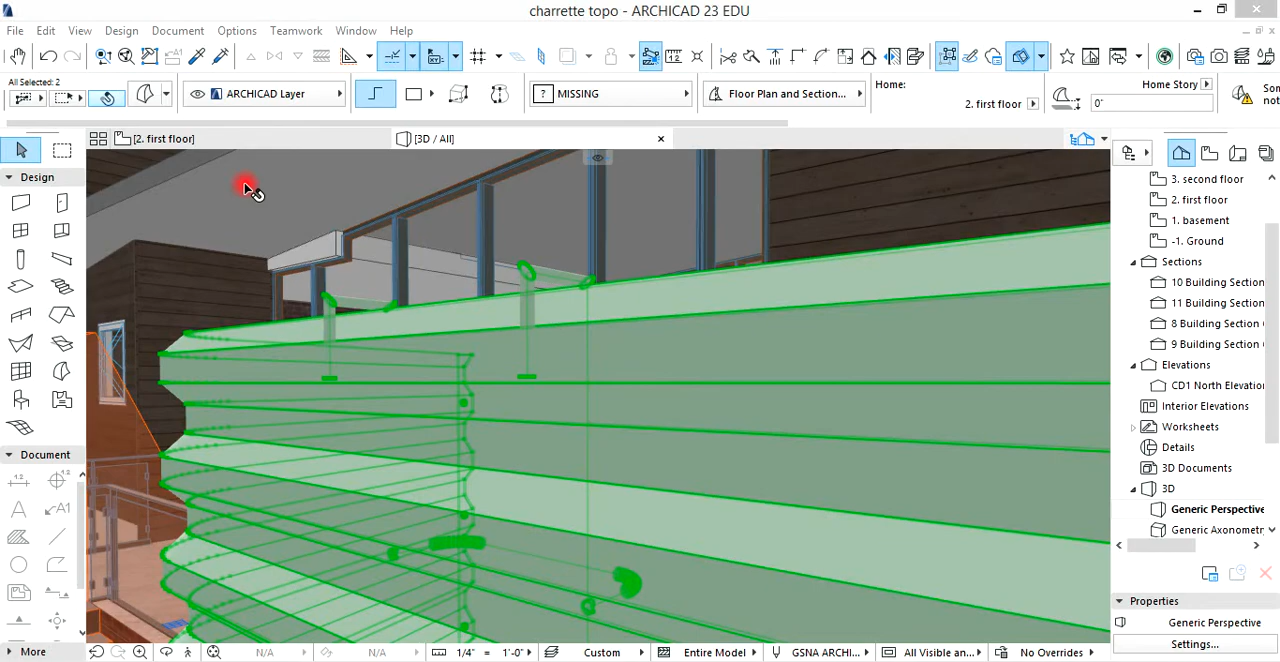 charrette topo - ARCHICAD 23 EDU
File Edit View Design Document Options Teamwork Window Help
All Selected: 2
ARCHICAD Layer
? MISSING
Floor Plan and Section...
Home:
2. first floor
Home Story
0'
Som
not
[2. first floor]
[3D / All]
Design
Document
More
3. second floor
2. first floor
1. basement
-1. Ground
Sections
10 Building Section
11 Building Section
8 Building Section
9 Building Section
Elevations
CD1 North Elevatio
Interior Elevations
Worksheets
Details
3D Documents
3D
Generic Perspective
Generic Axonometr
Properties
Generic Perspective
Settings...
N/A
N/A
1/4" = 1'-0"
Custom
Entire Model
GSNA ARCHI...
All Visible an...
No Overrides